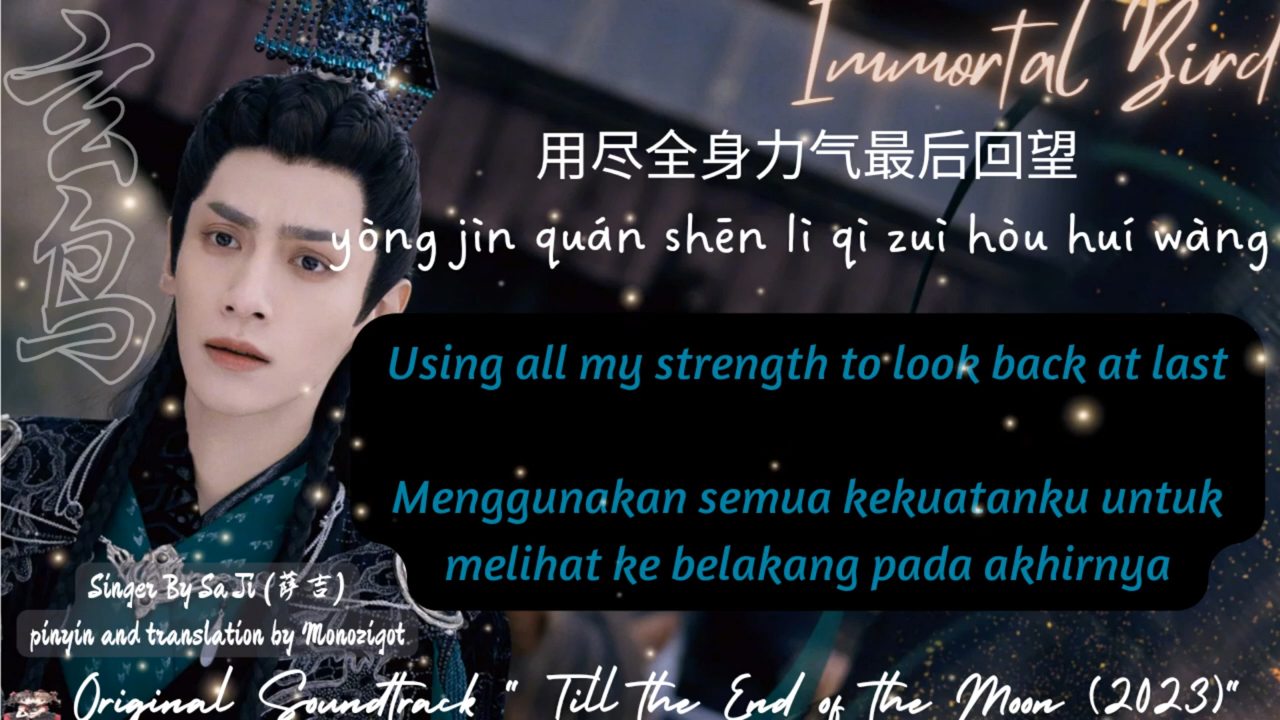 玄鸟
Immortal Bird
用尽全身力气最后回望
yòng jìn quán shēn lì qì zuì hòu huí wàng
Using all my strength to look back at last
Menggunakan semua kekuatanku untuk
melihat ke belakang pada akhirnya
Singer By Sa Ji (萨吉)
pinyin and translation by Monozigot
Original Soundtrack " Till the End of the Moon (2023)"